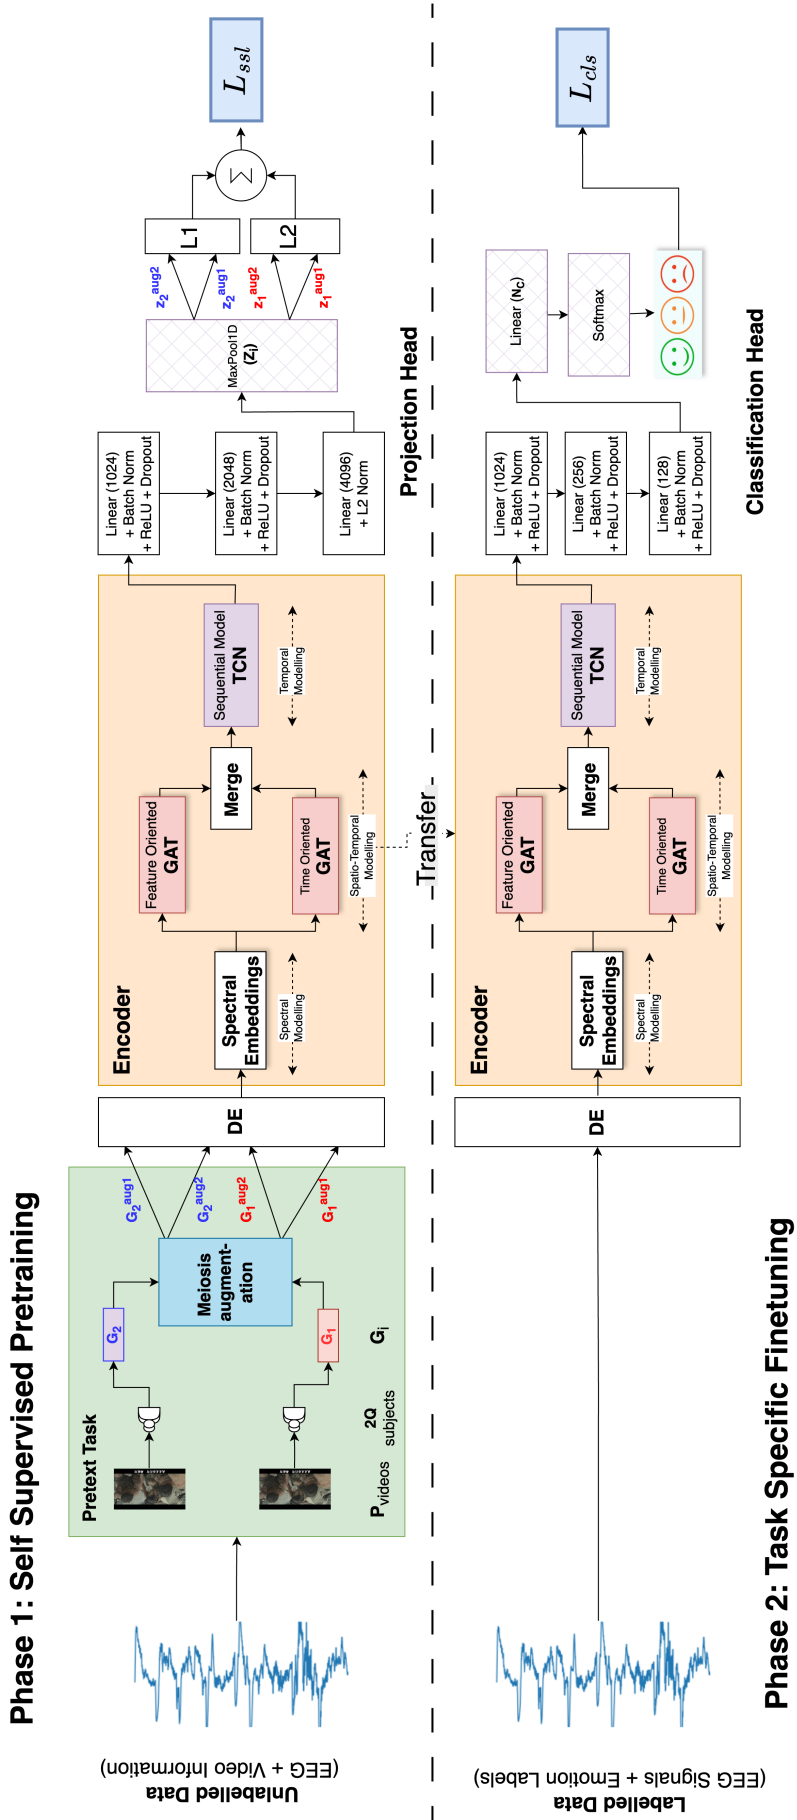 Phase 1: Self Supervised Pretraining
Unlabelled Data
(EEG + Video Information)
Pretext Task
P videos
2Q
subjects
G2
G1
Gi
Meiosis
augment-
ation
G2 aug1
G2 aug2
G1 aug2
G1 aug1
DE
Encoder
Spectral
Embeddings
Spectral
Modelling
Feature Oriented
GAT
Time Oriented
GAT
Spatio-Temporal
Modelling
Merge
Sequential Model
TCN
Temporal
Modelling
Linear (1024)
+ Batch Norm
+ ReLU + Dropout
Linear (2048)
+ Batch Norm
+ ReLU + Dropout
Linear (4096)
+ L2 Norm
Projection Head
MaxPool1D
(Zi)
z2 aug2
z2 aug1
z1 aug2
z1 aug1
L1
L2
Σ
Lssl
Transfer
Phase 2: Task Specific Finetuning
Labelled Data
(EEG Signals + Emotion Labels)
DE
Encoder
Spectral
Embeddings
Spectral
Modelling
Feature Oriented
GAT
Time Oriented
GAT
Spatio-Temporal
Modelling
Merge
Sequential Model
TCN
Temporal
Modelling
Linear (1024)
+ Batch Norm
+ ReLU + Dropout
Linear (256)
+ Batch Norm
+ ReLU + Dropout
Linear (128)
+ Batch Norm
+ ReLU + Dropout
Classification Head
Linear (NC)
Softmax
Lcls